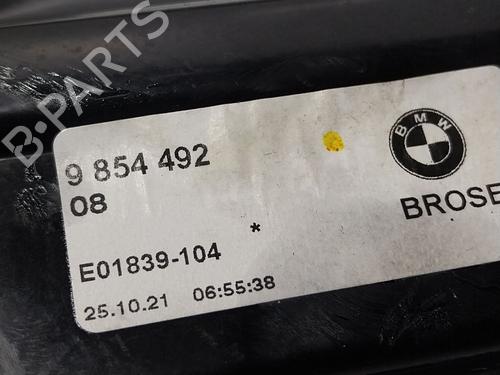 B-PARTS
BMW
9 854 492
08
BROSE
*
E01839-104
25.10.21 06:55:38